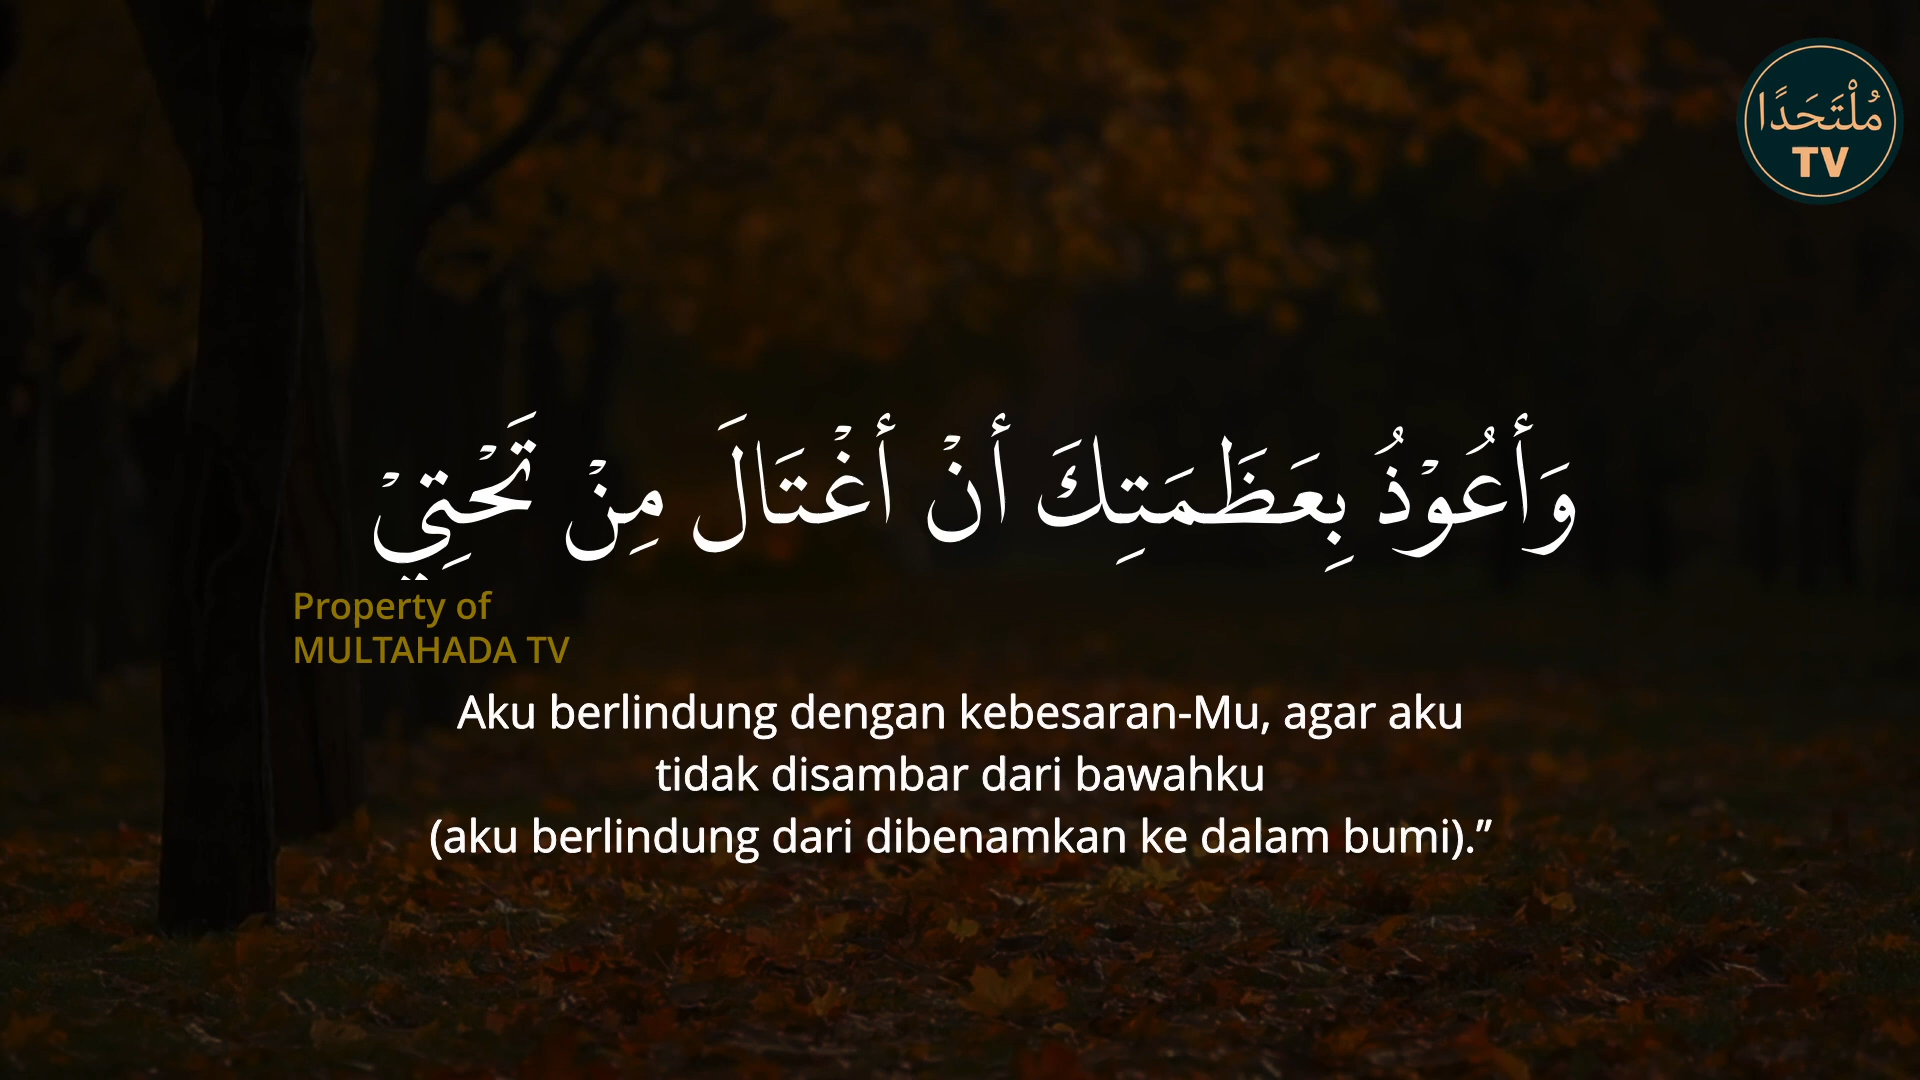 مُلْتَحَدًا
TV
وَأَعُوْذُ بِعَظَمَتِكَ أَنْ أَغْتَالَ مِنْ تَحْتِيْ
Property of
MULTAHADA TV
Aku berlindung dengan kebesaran-Mu, agar aku
tidak disambar dari bawahku
(aku berlindung dari dibenamkan ke dalam bumi).”